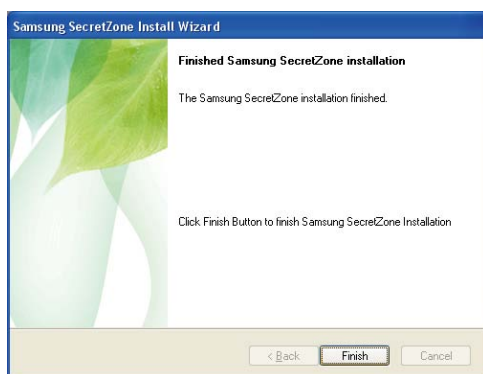 Samsung SecretZone Install Wizard
Finished Samsung SecretZone installation
The Samsung SecretZone installation finished.
Click Finish Button to finish Samsung SecretZone Installation
< Back
Finish
Cancel